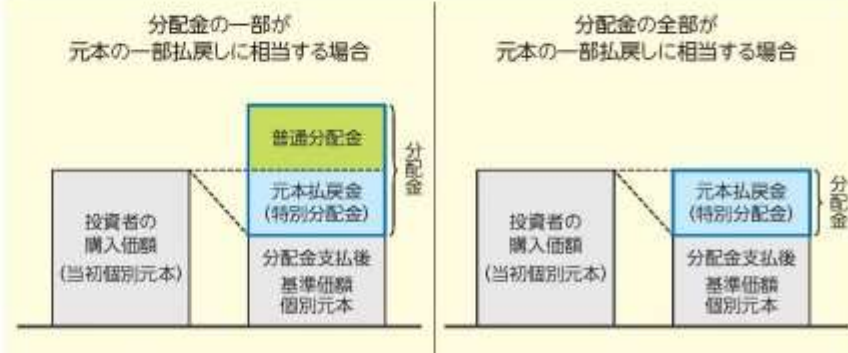 分配金の一部が
元本の一部払戻しに相当する場合
普通分配金
元本払戻金
(特別分配金)
分配金
投資者の
購入価額
(当初個別元本)
分配金支払後
基準価額
個別元本
分配金の全部が
元本の一部払戻しに相当する場合
元本払戻金
(特別分配金)
分配金
投資者の
購入価額
(当初個別元本)
分配金支払後
基準価額
個別元本